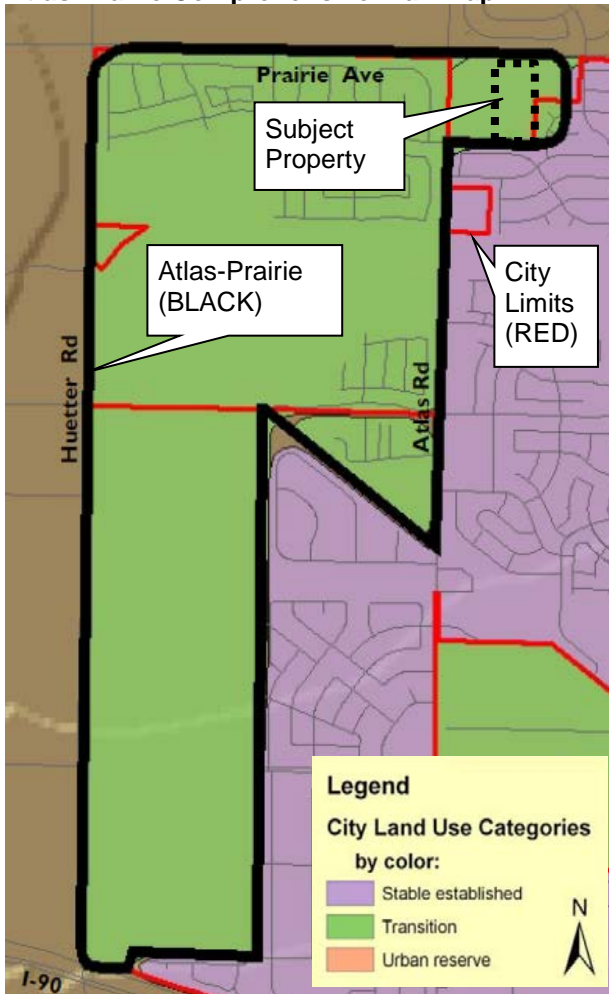 Prairie Ave
Subject
Property
Atlas-Prairie
(BLACK)
City
Limits
(RED)
Huetter Rd
Atlas Rd
Legend
City Land Use Categories
by color:
Stable established
Transition
Urban reserve
N
I-90